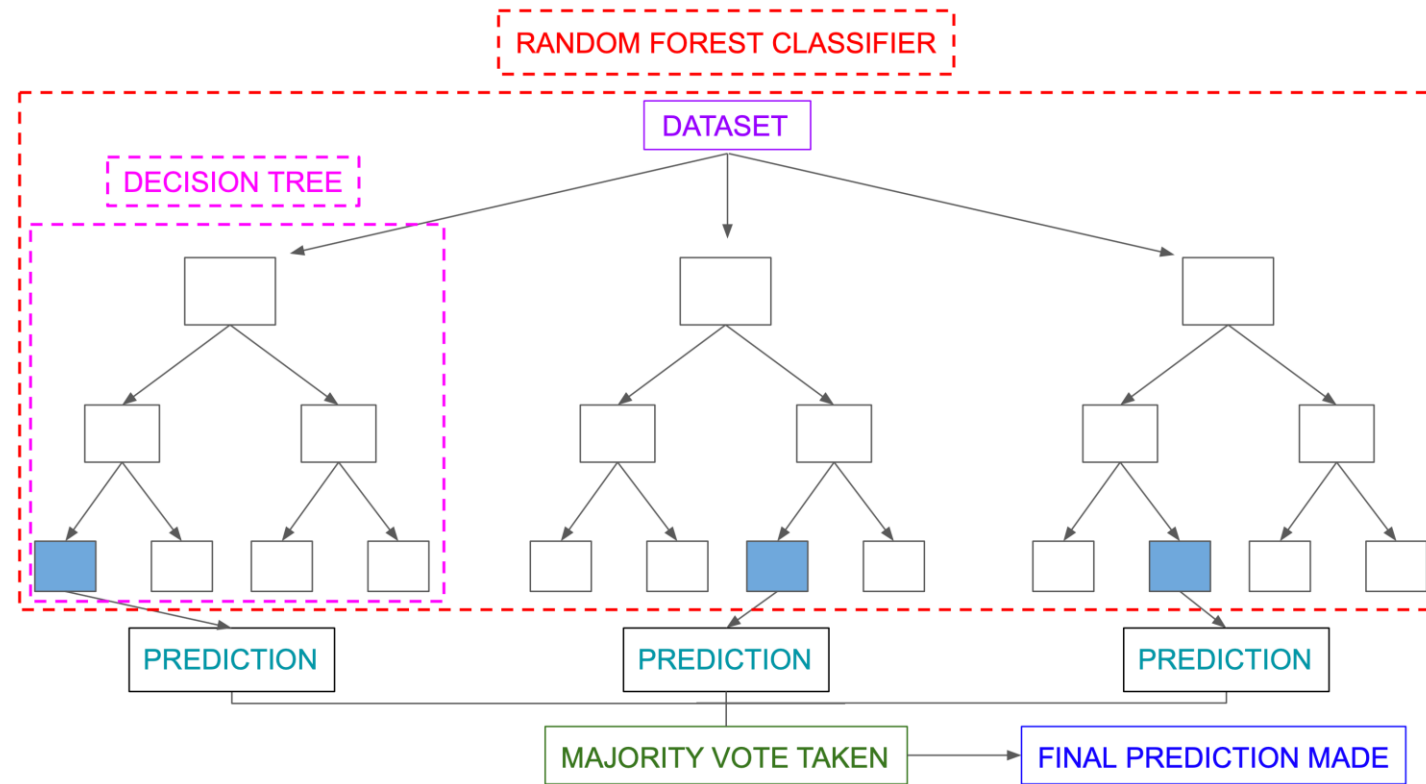 RANDOM FOREST CLASSIFIER
DATASET
DECISION TREE
PREDICTION
PREDICTION
PREDICTION
MAJORITY VOTE TAKEN
FINAL PREDICTION MADE